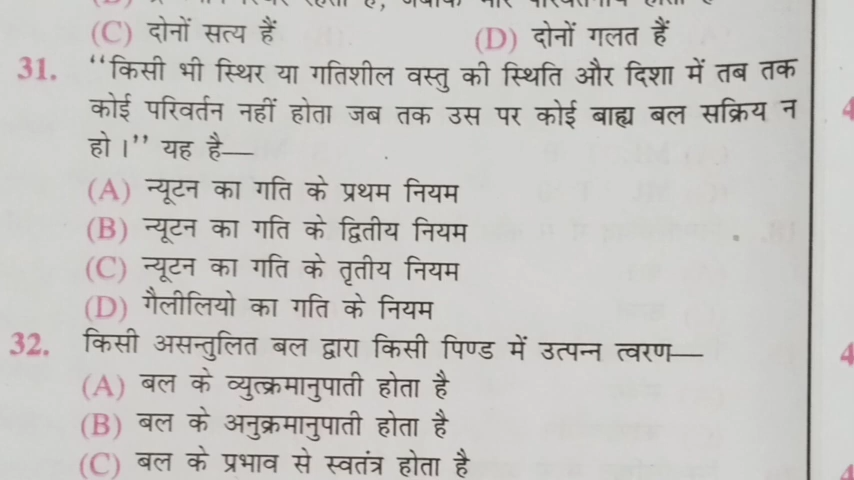 (C) दोनों सत्य हैं (D) दोनों गलत हैं
31. “किसी भी स्थिर या गतिशील वस्तु की स्थिति और दिशा में तब तक
कोई परिवर्तन नहीं होता जब तक उस पर कोई बाह्य बल सक्रिय न
हो।” यह है—
(A) न्यूटन का गति के प्रथम नियम
(B) न्यूटन का गति के द्वितीय नियम
(C) न्यूटन का गति के तृतीय नियम
(D) गैलीलियो का गति के नियम
32. किसी असन्तुलित बल द्वारा किसी पिण्ड में उत्पन्न त्वरण—
(A) बल के व्युत्क्रमानुपाती होता है
(B) बल के अनुक्रमानुपाती होता है
(C) बल के प्रभाव से स्वतंत्र होता है